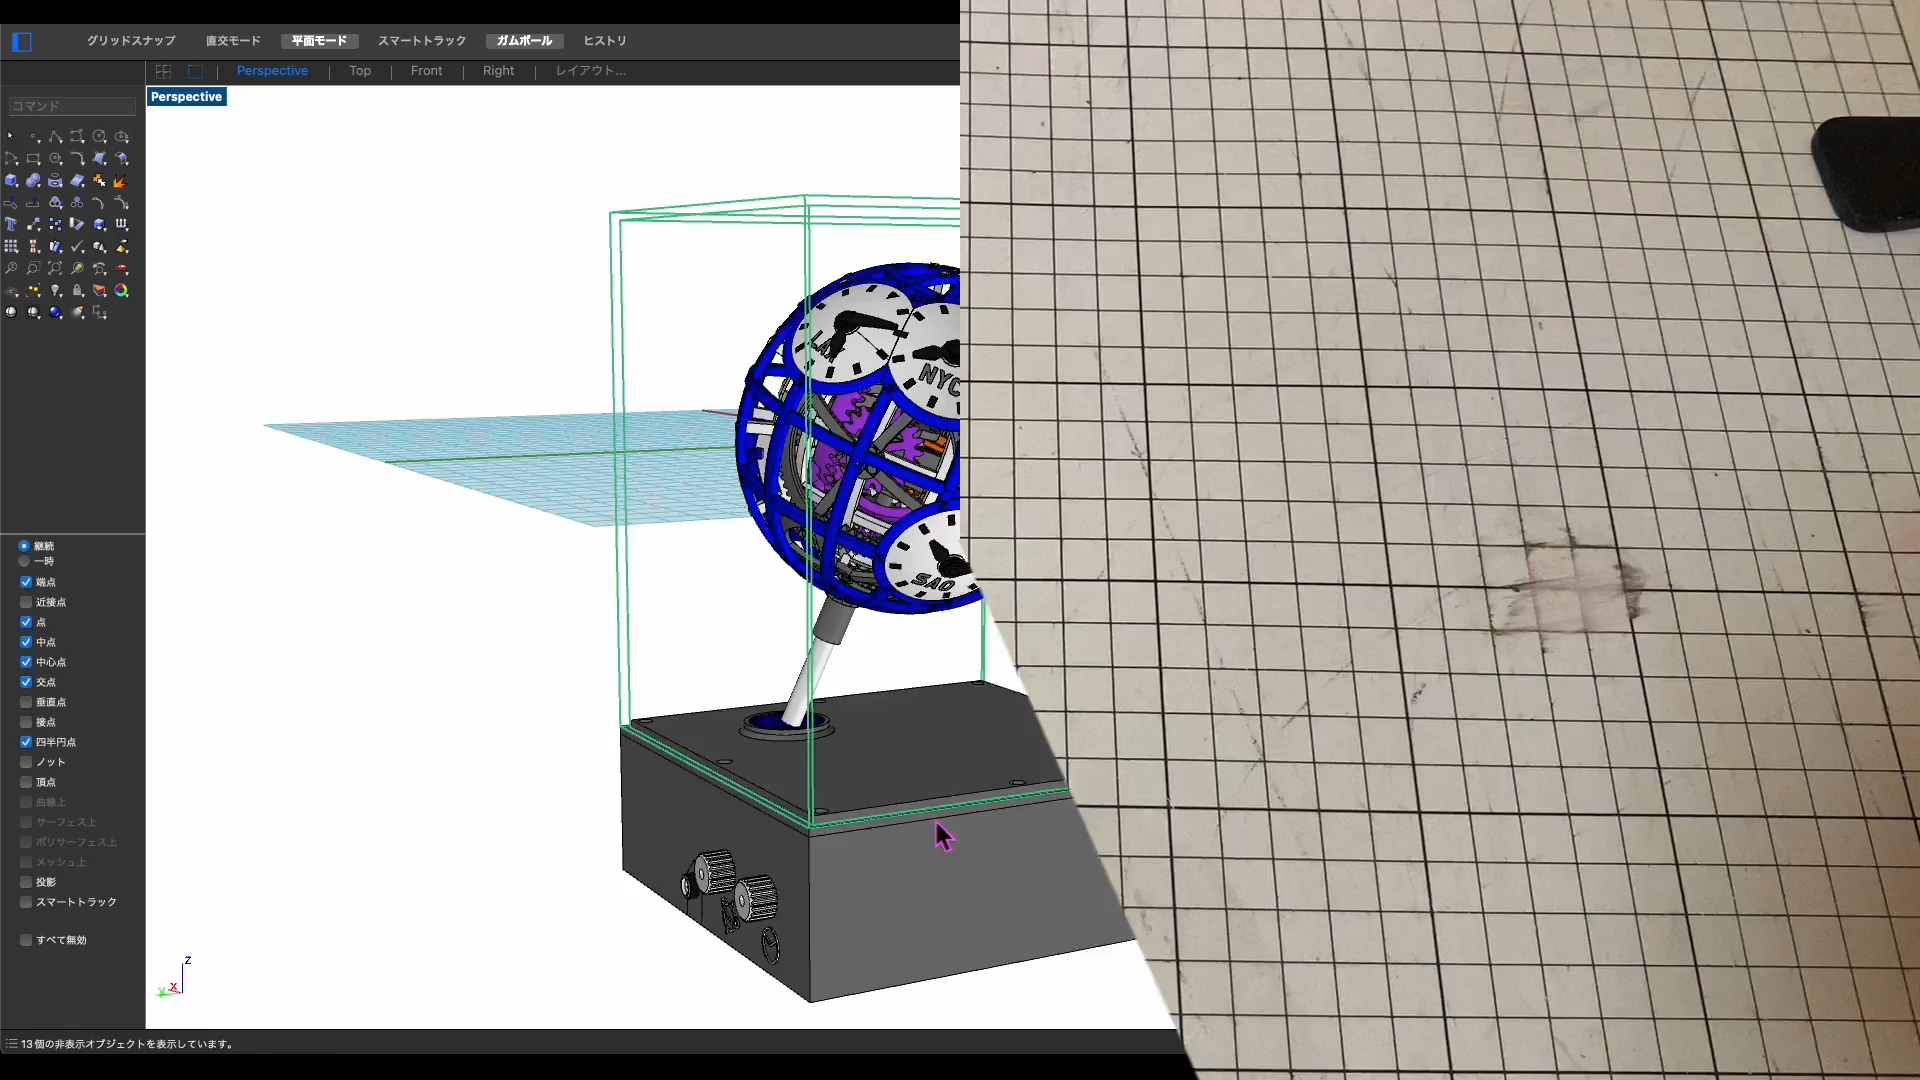 グリッドスナップ 直交モード 平面モード スマートトラック ガムボール ヒストリ
Perspective Top Front Right レイアウト...
Perspective
コマンド
LAX
NYC
SAO
継続
一時
端点
近接点
点
中点
中心点
交点
垂直点
接点
四半円点
ノット
頂点
曲線上
サーフェス上
ポリサーフェス上
メッシュ上
投影
スマートトラック
すべて無効
z
y x
13個の非表示オブジェクトを表示しています。